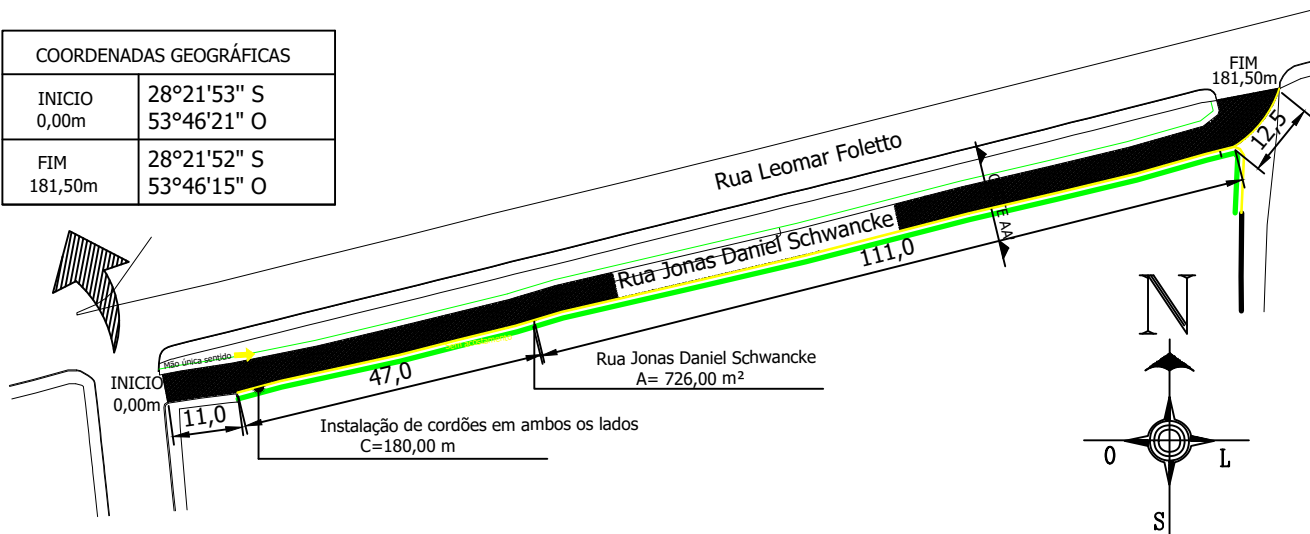 COORDENADAS GEOGRÁFICAS
INICIO
0,00m
28°21'53" S
53°46'21" O
FIM
181,50m
28°21'52" S
53°46'15" O
FIM
181,50m
12,5
Rua Leomar Foletto
Rua Jonas Daniel Schwancke
111,0
Mão única sentido
INICIO
0,00m
11,0
47,0
Rua Jonas Daniel Schwancke
A= 726,00 m²
Instalação de cordões em ambos os lados
C=180,00 m
N
O
L
S